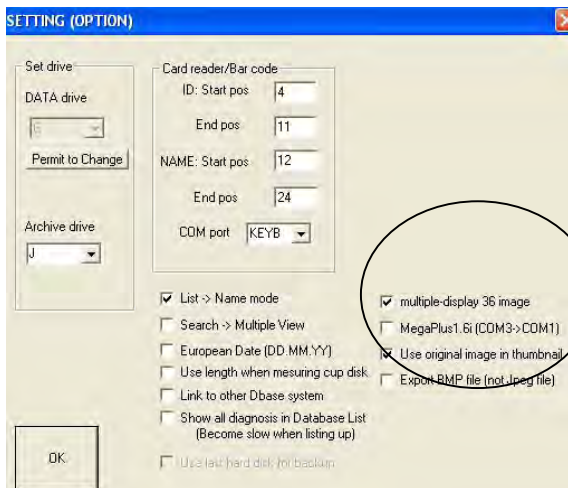 SETTING (OPTION)
Set drive
DATA drive
G
Permit to Change
Archive drive
J
Card reader/Bar code
ID: Start pos 4
End pos 11
NAME: Start pos 12
End pos 24
COM port KEYB
List -> Name mode
Search -> Multiple View
European Date (DD.MM.YY)
Use length when mesuring cup disk
Link to other Dbase system
Show all diagnosis in Database List
(Become slow when listing up)
Use last hard disk for backup
multiple-display 36 image
MegaPlus1.6i (COM3->COM1)
Use original image in thumbnail
Export BMP file (not Jpeg file)
OK